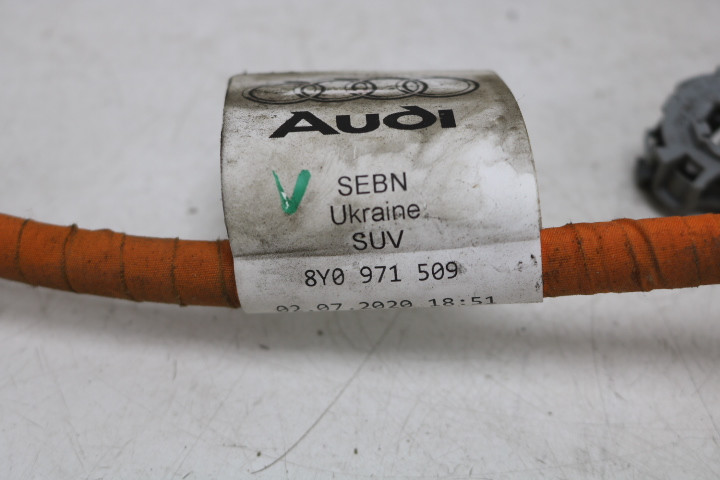 Audi
SEBN
Ukraine
SUV
8Y0 971 509
02.07.2020 18:51